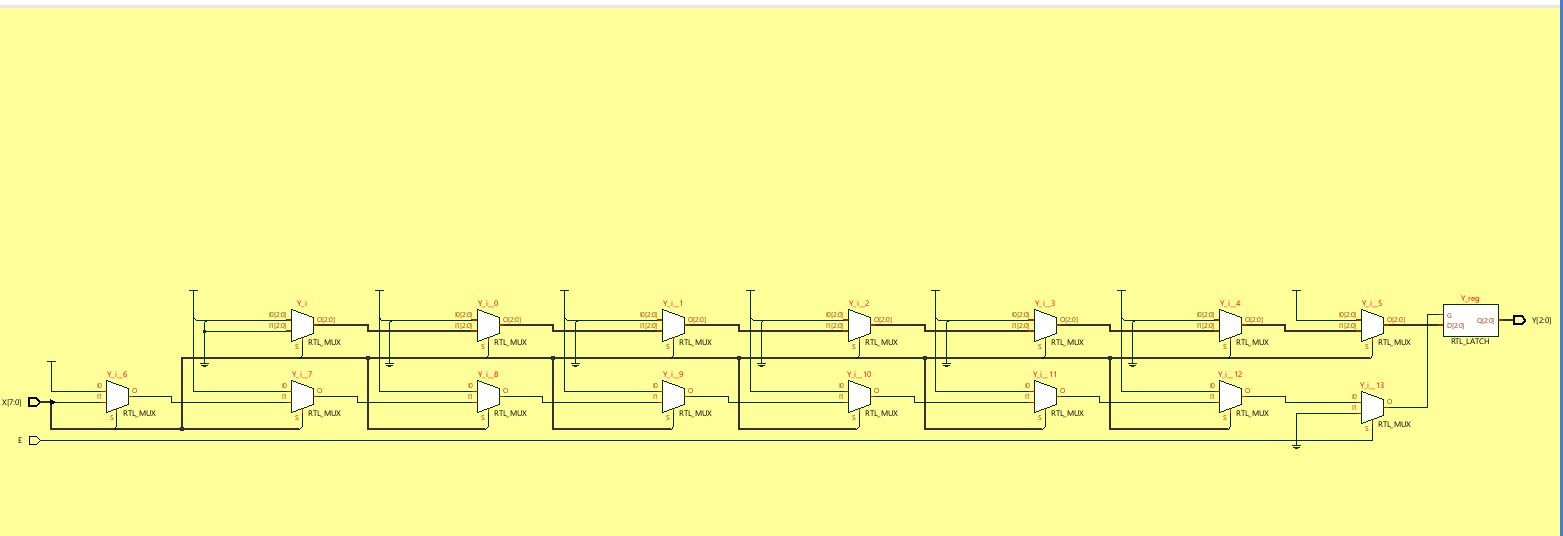 Y_i Y_i__0 Y_i__1 Y_i__2 Y_i__3 Y_i__4 Y_i__5 Y_reg
I0[2:0] I0[2:0] I0[2:0] I0[2:0] I0[2:0] I0[2:0] I0[2:0] G
O[2:0] O[2:0] O[2:0] O[2:0] O[2:0] O[2:0] O[2:0] Q[2:0] Y[2:0]
I1[2:0] I1[2:0] I1[2:0] I1[2:0] I1[2:0] I1[2:0] I1[2:0] D[2:0]
S RTL_MUX S RTL_MUX S RTL_MUX S RTL_MUX S RTL_MUX S RTL_MUX S RTL_MUX RTL_LATCH
Y_i__6 Y_i__7 Y_i__8 Y_i__9 Y_i__10 Y_i__11 Y_i__12 Y_i__13
I0 I0 I0 I0 I0 I0 I0 I0
O O O O O O O O
X[7:0] I1 I1 I1 I1 I1 I1 I1 I1
S RTL_MUX S RTL_MUX S RTL_MUX S RTL_MUX S RTL_MUX S RTL_MUX S RTL_MUX S RTL_MUX
E